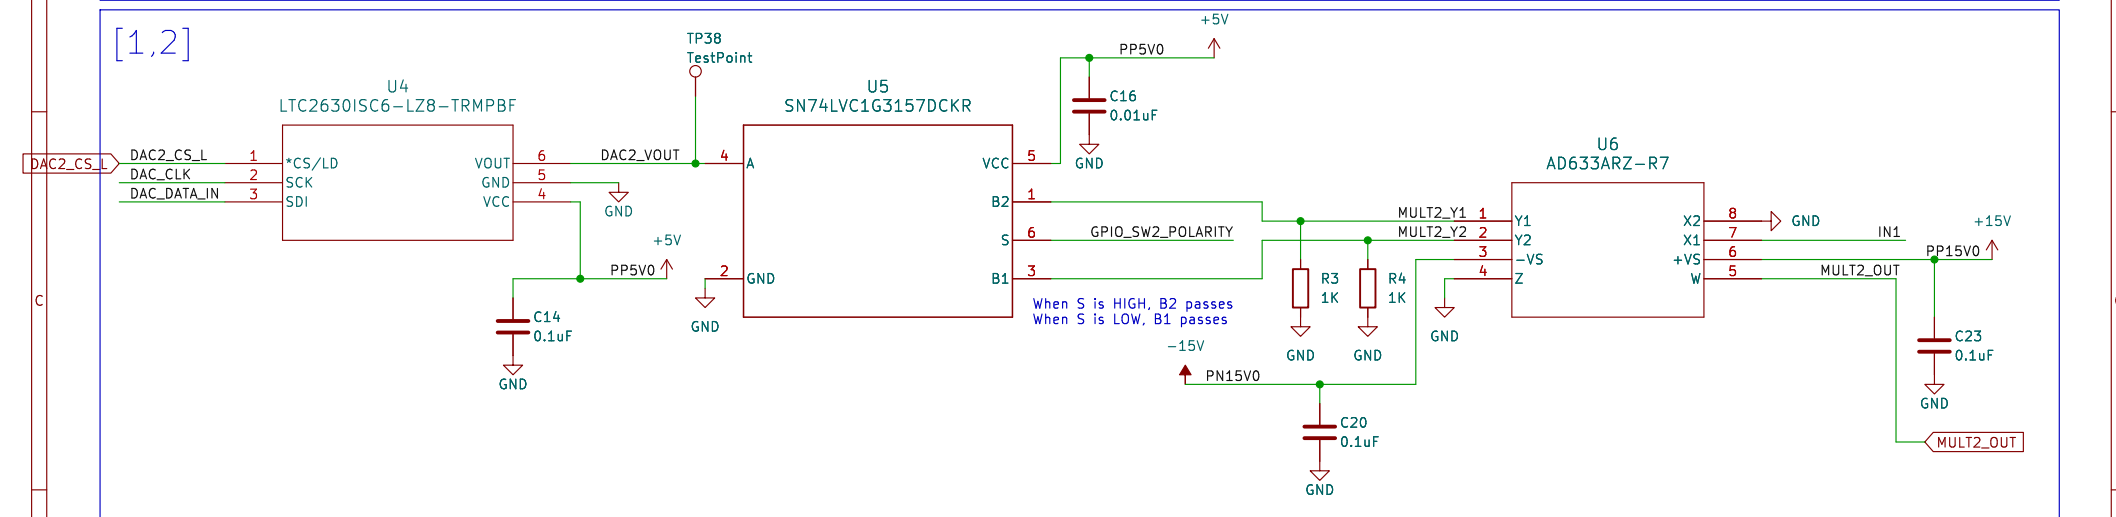 [1,2]
U4
LTC2630ISC6-LZ8-TRMPBF
DAC2_CS_L
DAC2_CS_L
DAC_CLK
DAC_DATA_IN
1
2
3
*CS/LD
SCK
SDI
VOUT
GND
VCC
6
5
4
GND
+5V
PP5V0
C14
0.1uF
GND
TP38
TestPoint
DAC2_VOUT
U5
SN74LVC1G3157DCKR
4
A
2
GND
GND
VCC
B2
S
B1
5
1
6
3
+5V
PP5V0
C16
0.01uF
GND
GPIO_SW2_POLARITY
When S is HIGH, B2 passes
When S is LOW, B1 passes
MULT2_Y1
MULT2_Y2
R3
1K
GND
R4
1K
GND
-15V
PN15V0
C20
0.1uF
GND
U6
AD633ARZ-R7
1
2
3
4
Y1
Y2
-VS
Z
GND
X2
X1
+VS
W
8
7
6
5
GND
IN1
+15V
PP15V0
MULT2_OUT
C23
0.1uF
GND
MULT2_OUT
C